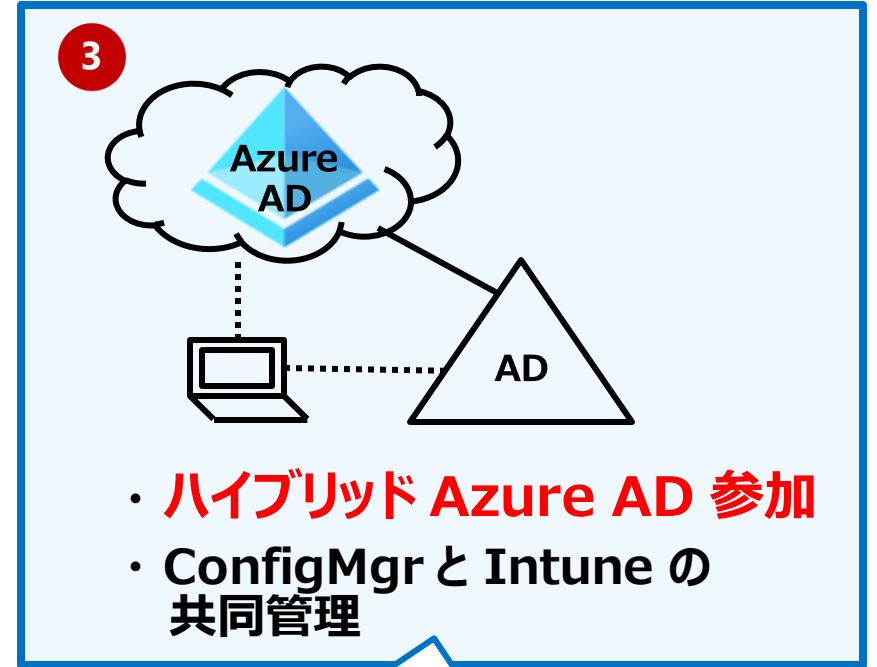 3
Azure
AD
AD
・ハイブリッド Azure AD 参加
・ConfigMgr と Intune の
共同管理